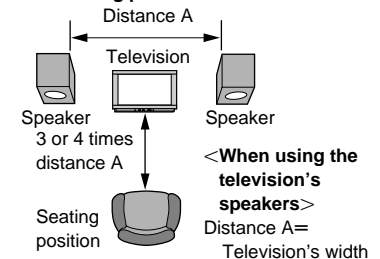 Distance A
Television
Speaker
Speaker
3 or 4 times
distance A
<When using the
television's
speakers>
Seating
position
Distance A=
Television's width